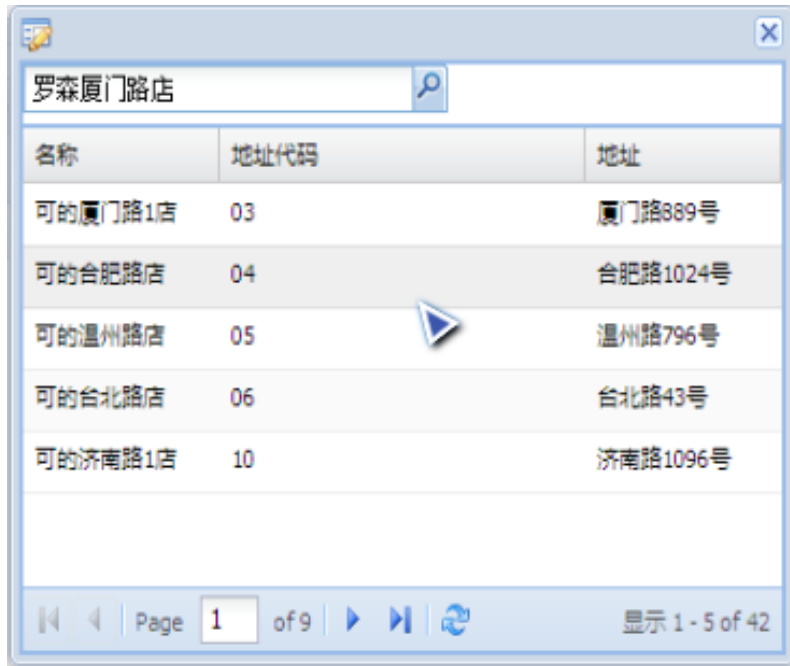 罗森厦门路店
名称 地址代码 地址
可的厦门路1店 03 厦门路889号
可的合肥路店 04 合肥路1024号
可的温州路店 05 温州路796号
可的台北路店 06 台北路43号
可的济南路1店 10 济南路1096号
Page 1 of 9 显示 1 - 5 of 42